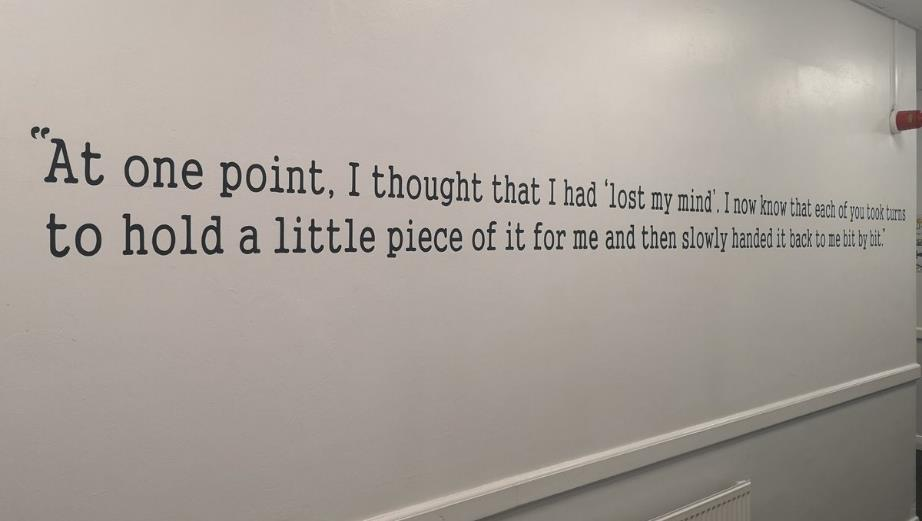 “At one point, I thought that I had ‘lost my mind’. I now know that each of you took turns
to hold a little piece of it for me and then slowly handed it back to me bit by bit.”